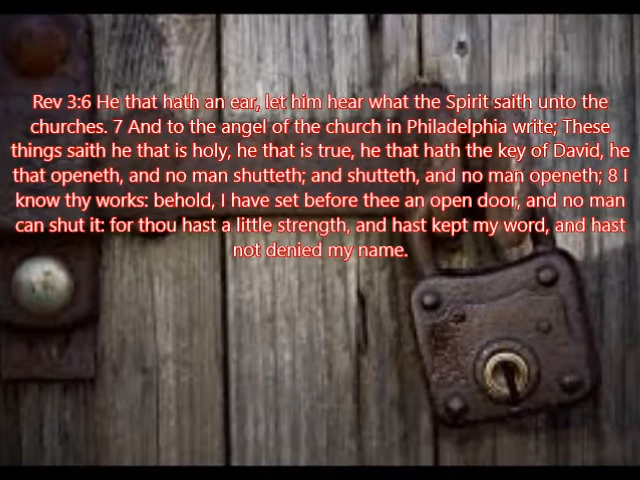 Rev 3:6 He that hath an ear, let him hear what the Spirit saith unto the
churches. 7 And to the angel of the church in Philadelphia write; These
things saith he that is holy, he that is true, he that hath the key of David, he
that openeth, and no man shutteth; and shutteth, and no man openeth; 8 I
know thy works: behold, I have set before thee an open door, and no man
can shut it: for thou hast a little strength, and hast kept my word, and hast
not denied my name.